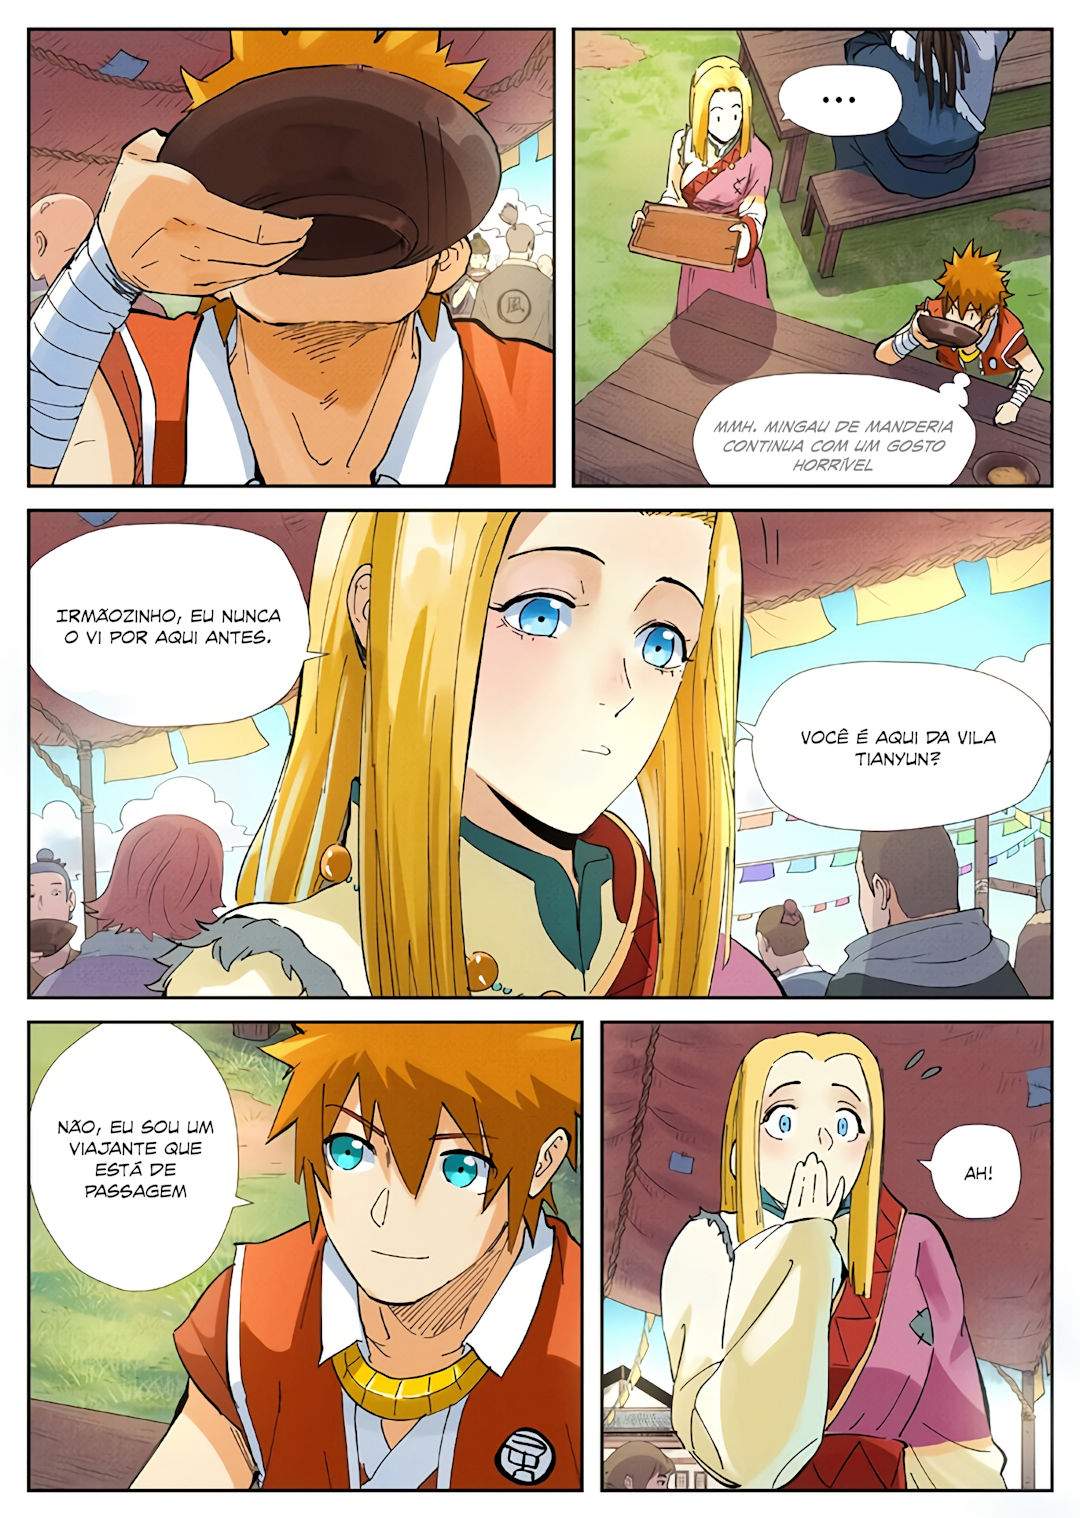 ...
MMH. MINGAU DE MANDERIA
CONTINUA COM UM GOSTO
HORRÍVEL
IRMÃOZINHO, EU NUNCA
O VI POR AQUI ANTES.
VOCÊ É AQUI DA VILA
TIANYUN?
NÃO, EU SOU UM
VIAJANTE QUE
ESTÁ DE
PASSAGEM
AH!